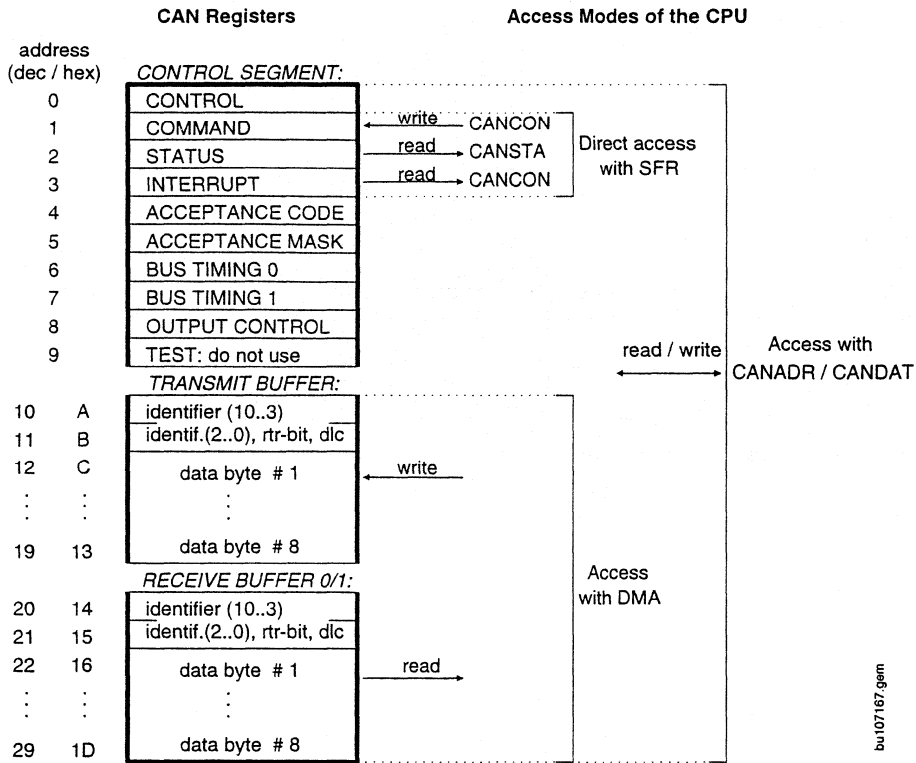 CAN Registers Access Modes of the CPU
address
(dec / hex) CONTROL SEGMENT:
0 CONTROL
1 COMMAND write CANCON
2 STATUS read CANSTA Direct access
3 INTERRUPT read CANCON with SFR
4 ACCEPTANCE CODE
5 ACCEPTANCE MASK
6 BUS TIMING 0
7 BUS TIMING 1
8 OUTPUT CONTROL
9 TEST: do not use read / write Access with
CANADR / CANDAT
TRANSMIT BUFFER:
10 A identifier (10..3)
11 B identif.(2..0), rtr-bit, dlc
12 C data byte # 1 write
: : :
19 13 data byte # 8
RECEIVE BUFFER 0/1: Access
20 14 identifier (10..3) with DMA
21 15 identif.(2..0), rtr-bit, dlc
22 16 data byte # 1 read
: : :
29 1D data byte # 8
bu107167.gem